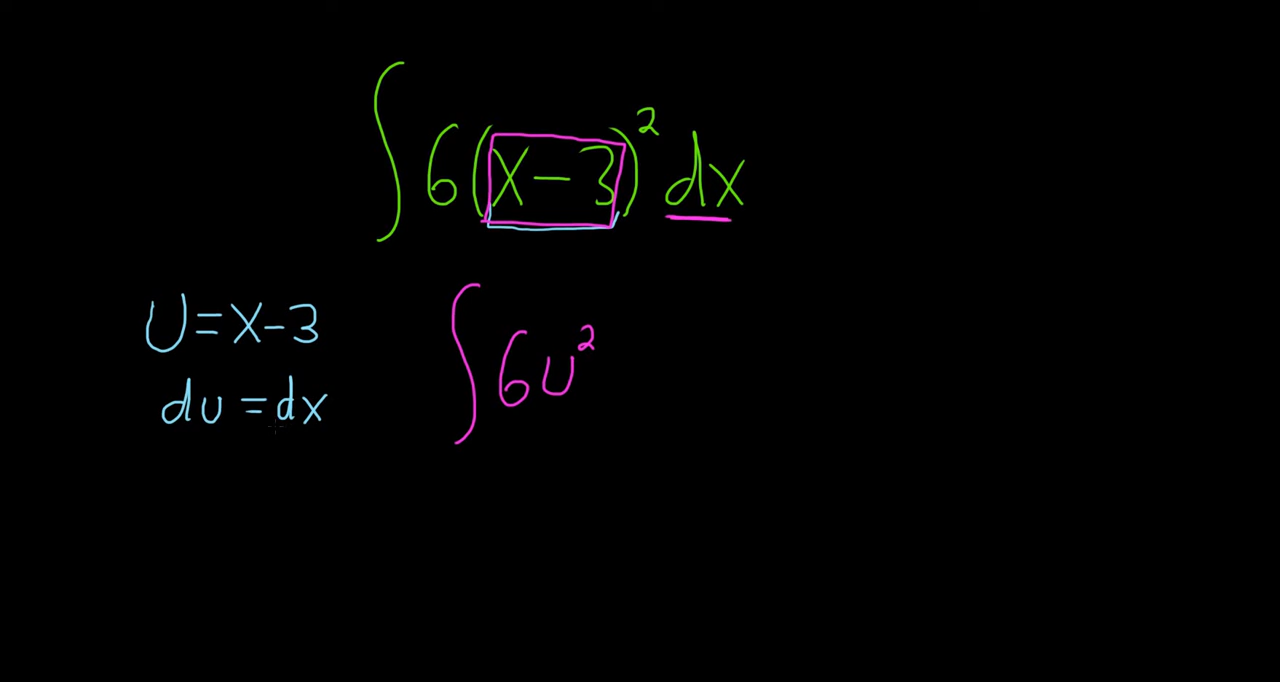 ∫ 6(x-3)² dx
U = x-3
du = dx
∫ 6u²